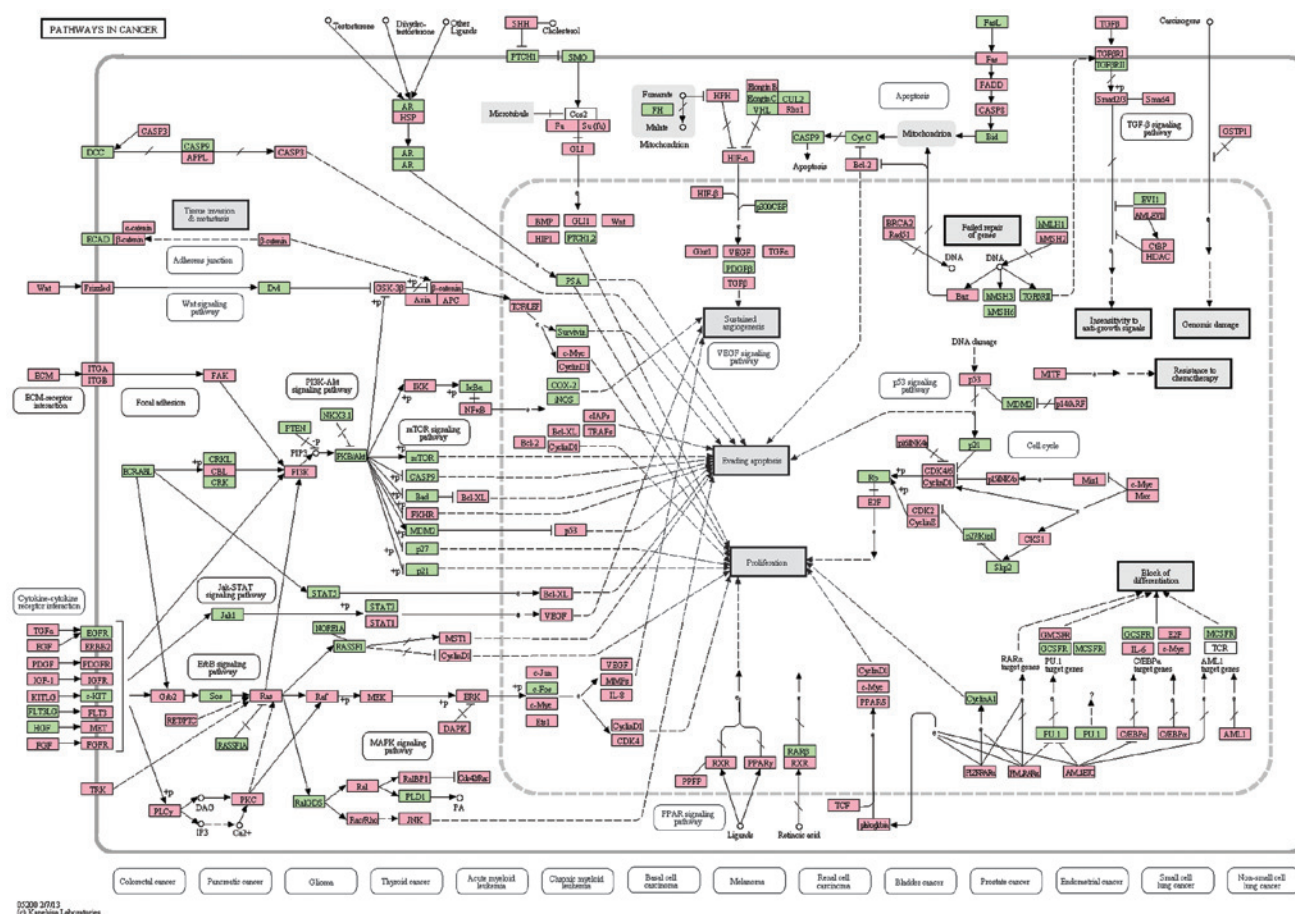 PATHWAYS IN CANCER
Testosterone
Dihydro-
testosterone
Other
Ligands
SHH
Cholesterol
PTCH1
SMO
FasL
TGFβ
Carcinogens
Fas
TGFβRI
TGFβRII
AR
HSP
Microtubule
Cos2
Fu
Su(fu)
GLI
Fumarate
FH
Malate
Mitochondrion
HPH
Elongin B
Elongin C
CUL2
VHL
Rbx1
Apoptosis
FADD
CASP8
Smad2/3
Smad4
TGF-β signaling
pathway
GSTP1
CASP3
DCC
CASP9
APPL
CASP3
AR
AR
HIF-α
CASP9
Cyt C
Mitochondrion
Bid
Apoptosis
Bcl-2
HIF-β
p300/CBP
Tissue invasion
& metastasis
α-catenin
β-catenin
ECAD
β-catenin
Adherens junction
BMP
GLI1
Wnt
HIP1
PTCH1,2
Glut1
VEGF
TGFα
PDGFβ
TGFβ
BRCA2
Rad51
DNA
Failed repair
of genes
DNA
hMLH1
hMSH2
EVI1
CtBP
HDAC
Wnt
Frizzled
Dvl
Wnt signaling
pathway
GSK-3β
+p
β-catenin
+p
Axin
APC
TCF/LEF
PSA
Bax
hMSH3
hMSH6
TGFβRII
Sustained
angiogenesis
VEGF signaling
pathway
Insensitivity to
anti-growth signals
Genomic damage
Survivin
c-Myc
CyclinD1
COX-2
iNOS
DNA damage
p53 signaling
pathway
p53
MDM2
p14ARF
MITF
Resistance to
chemotherapy
ECM
ITGA
ITGB
FAK
ECM-receptor
interaction
Focal adhesion
PI3K-Akt
signaling pathway
NKX3.1
PTEN
-p
PIP3
PI3K
PKB/Akt
IKK
IκBα
NFκB
+p
mTOR signaling
pathway
cIAPs
Bcl-XL
TRAFs
Bcl-2
CyclinD1
p21
Cell cycle
BCR-ABL
CRKL
CBL
CRK
mTOR
CASP9
Bad
Bcl-XL
FKHR
MDM2
p53
p27
p21
Evading apoptosis
p16INK4a
CDK4/6
CyclinD1
p15INK4b
Miz1
c-Myc
Max
Rb
+p
E2F
CDK2
CyclinE
p27Kip1
CKS1
Skp2
Proliferation
Block of
differentiation
Cytokine-cytokine
receptor interaction
Jak-STAT
signaling pathway
STAT5
Bcl-XL
Jak1
+p
STAT3
STAT1
VEGF
NORE1A
RASSF1
MST1
CyclinD1
TGFα
EGFR
EGF
ERBB2
PDGF
PDGFR
IGF-1
IGFR
KITLG
c-KIT
FLT3LG
FLT3
HGF
MET
FGF
FGFR
ErbB signaling
pathway
Grb2
Sos
Ras
Raf
+p
MEK
+p
ERK
+p
RET/PTC
RASSF1A
DAPK
c-Jun
c-Fos
c-Myc
Ets1
VEGF
MMPs
IL-8
CyclinD1
CDK4
MAPK signaling
pathway
CyclinD1
c-Myc
PPARδ
CyclinA1
RARα
target genes
GMCSFR
GCSFR
MCSFR
PU.1
target genes
GCSFR
E2F
IL-6
c-Myc
C/EBPα
target genes
MCSFR
TCR
AML1
target genes
?
PU.1
PU.1
C/EBPα
C/EBPα
AML1
TRK
PLCγ
+p
DAG
IP3
Ca2+
PKC
RalGDS
Ral
RalBP1
Cdc42/Rac
PLD1
PA
Rac/Rho
JNK
PPFP
RXR
PPARγ
RARβ
RXR
TCF
PPAR signaling
pathway
Ligands
Retinoic acid
Colorectal cancer
Pancreatic cancer
Glioma
Thyroid cancer
Acute myeloid
leukemia
Chronic myeloid
leukemia
Basal cell
carcinoma
Melanoma
Renal cell
carcinoma
Bladder cancer
Prostate cancer
Endometrial cancer
Small cell
lung cancer
Non-small cell
lung cancer
05200 2/7/13
(c) Kanehisa Laboratories